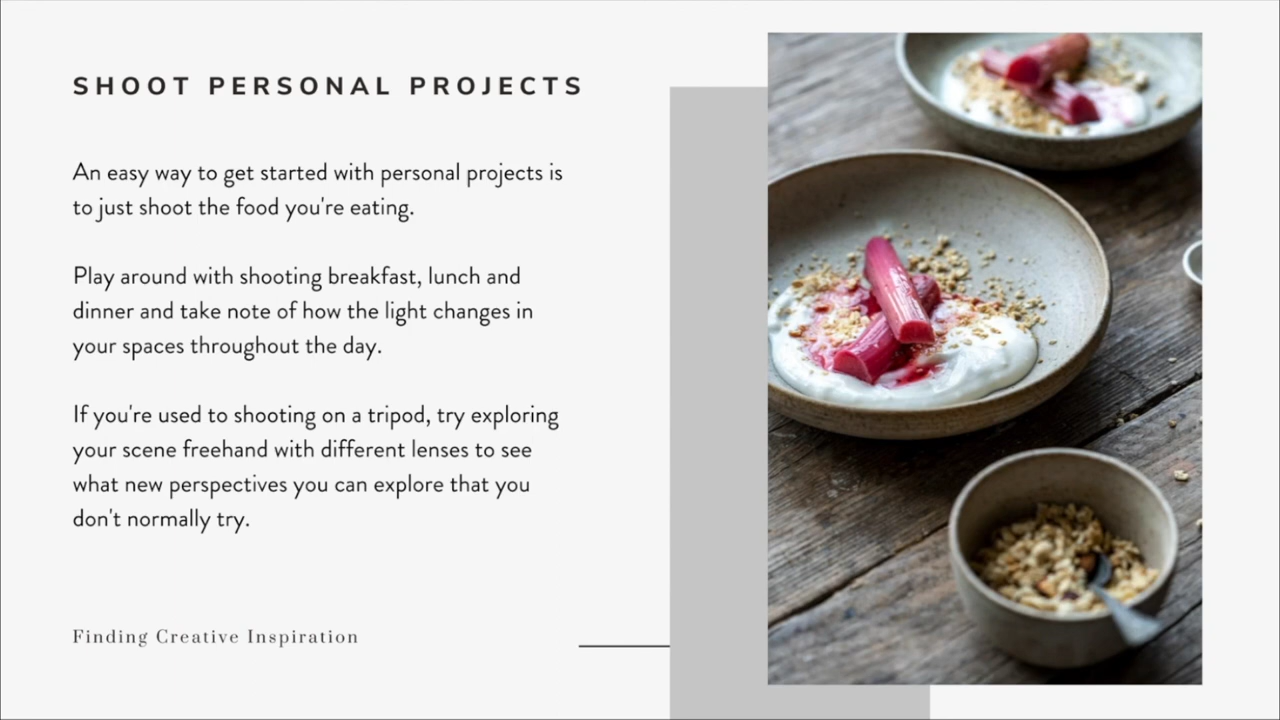 SHOOT PERSONAL PROJECTS
An easy way to get started with personal projects is
to just shoot the food you're eating.
Play around with shooting breakfast, lunch and
dinner and take note of how the light changes in
your spaces throughout the day.
If you're used to shooting on a tripod, try exploring
your scene freehand with different lenses to see
what new perspectives you can explore that you
don't normally try.
Finding Creative Inspiration